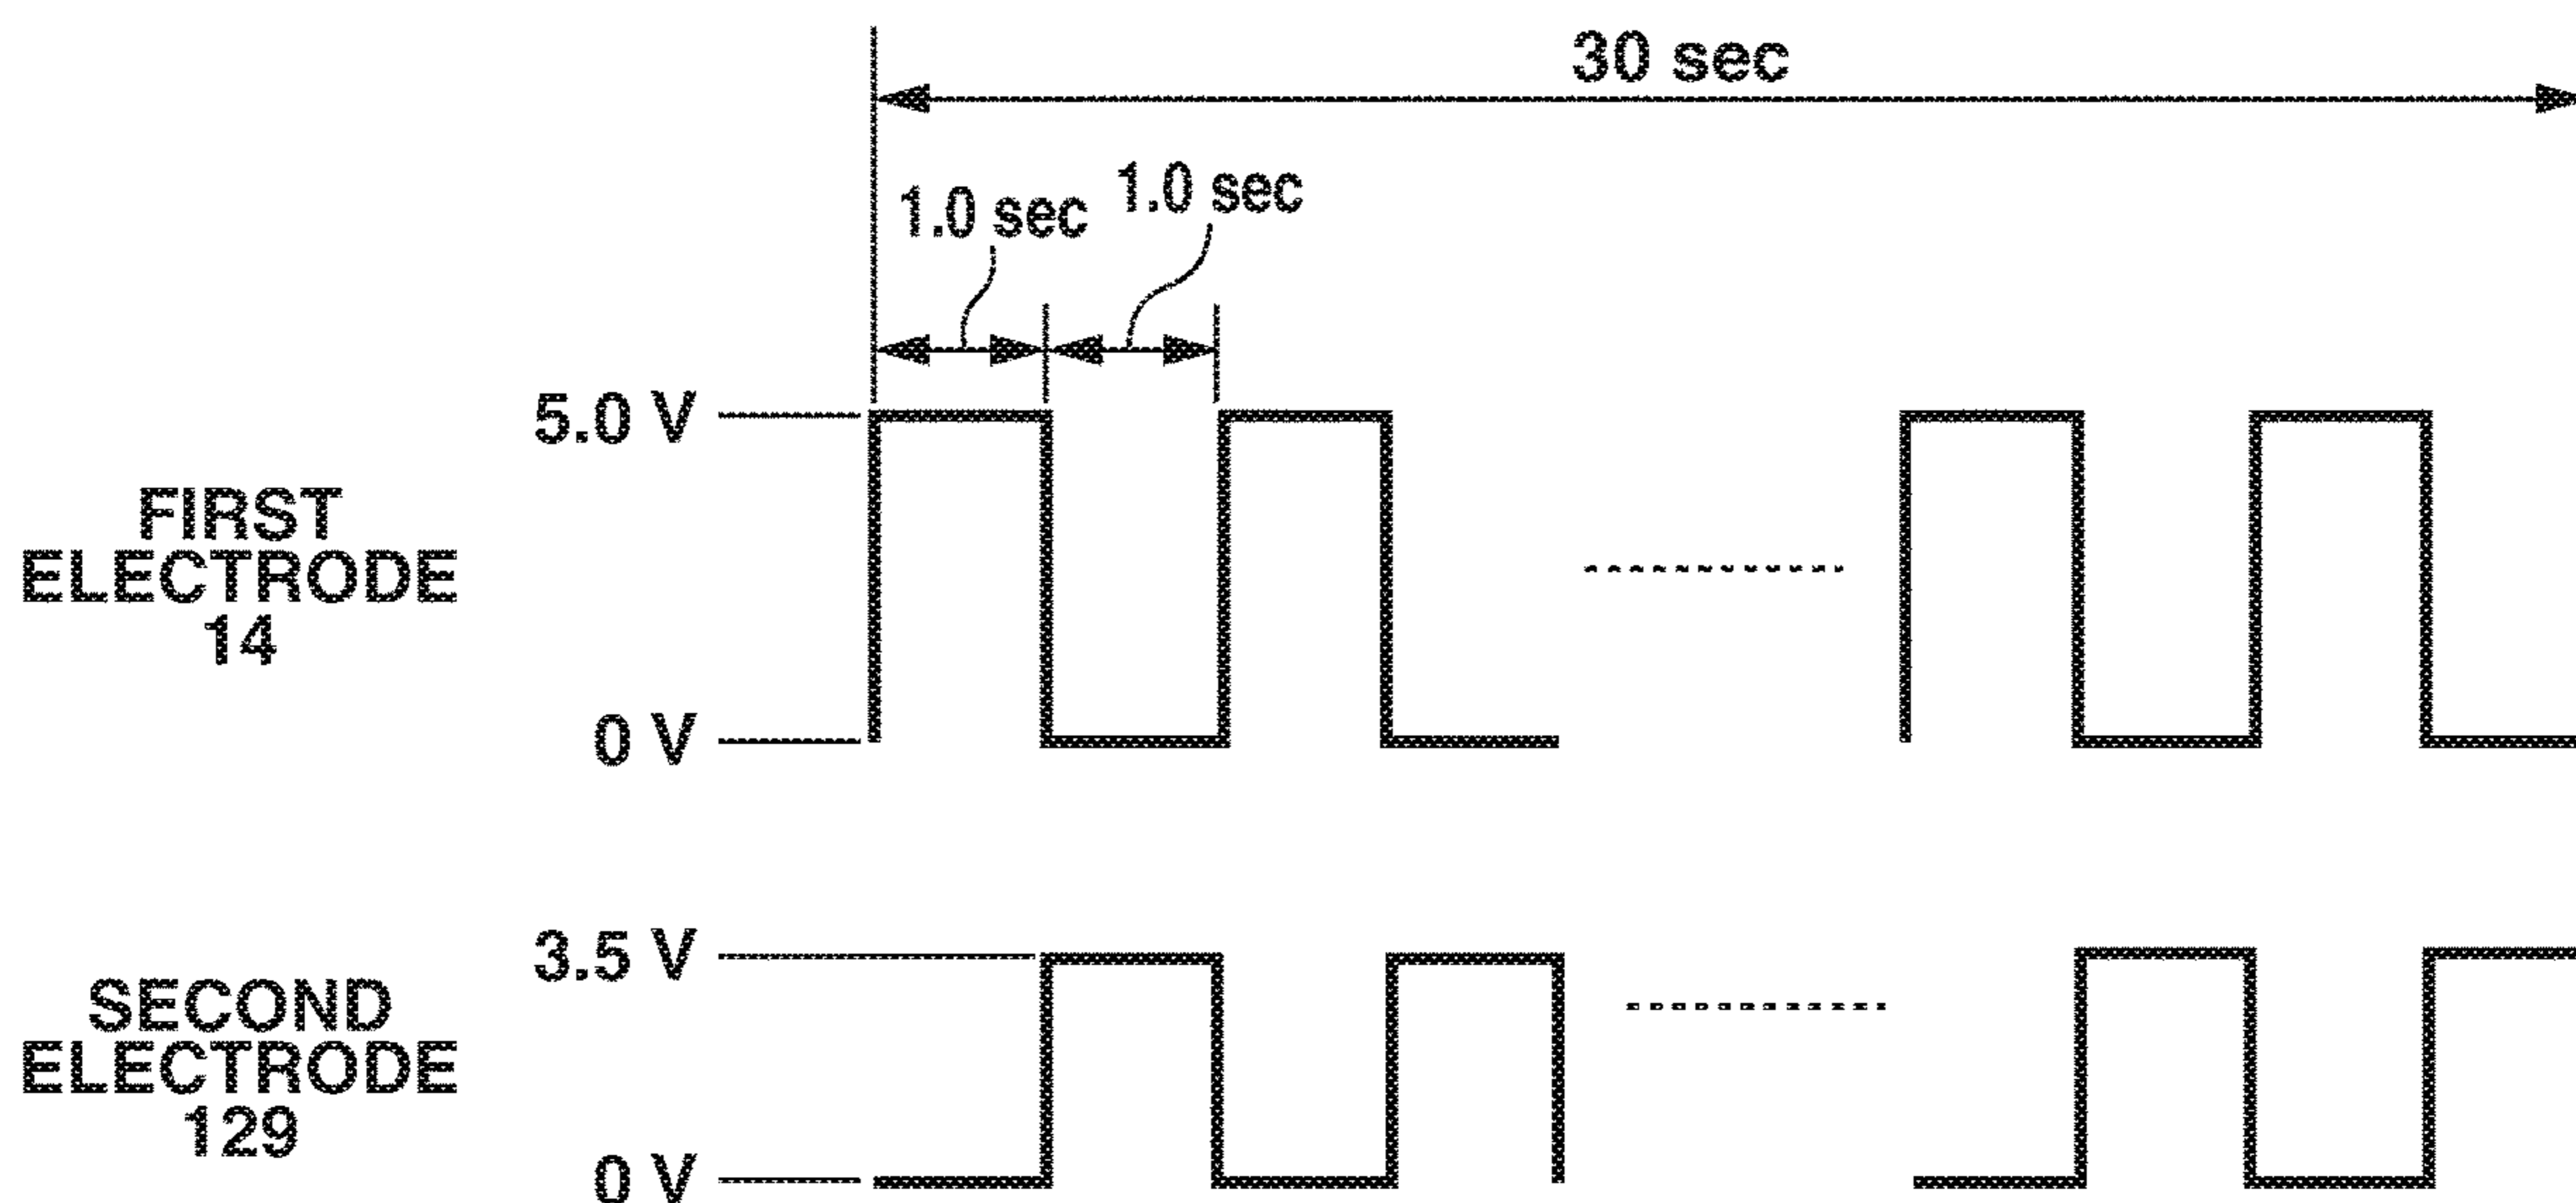 30 sec
1.0 sec
1.0 sec
5.0 V
FIRST
ELECTRODE
14
0 V
3.5 V
SECOND
ELECTRODE
129
0 V